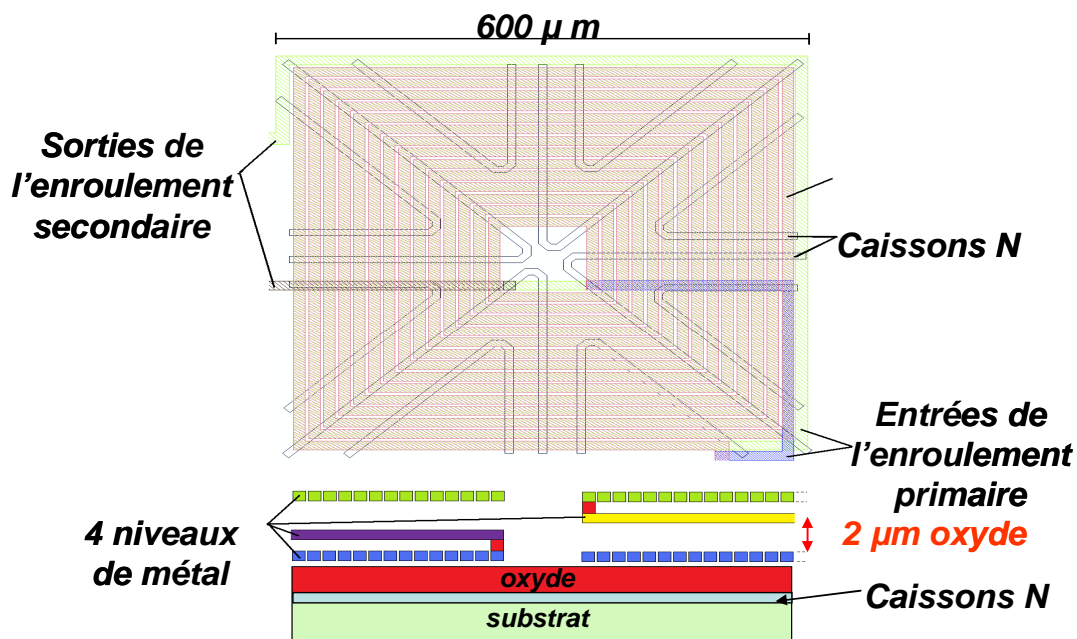 600 µ m
Sorties de
l'enroulement
secondaire
Caissons N
Entrées de
l'enroulement
primaire
4 niveaux
de métal
2 µm oxyde
oxyde
Caissons N
substrat